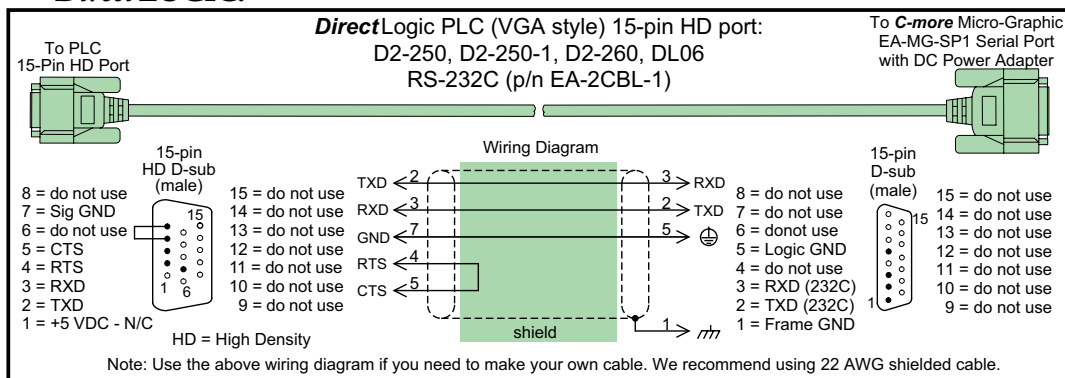 DirectLogic PLC (VGA style) 15-pin HD port:
D2-250, D2-250-1, D2-260, DL06
RS-232C (p/n EA-2CBL-1)
To PLC
15-Pin HD Port
To C-more Micro-Graphic
EA-MG-SP1 Serial Port
with DC Power Adapter
15-pin
HD D-sub
(male)
8 = do not use
7 = Sig GND
6 = do not use
5 = CTS
4 = RTS
3 = RXD
2 = TXD
1 = +5 VDC - N/C
15
1 6
15 = do not use
14 = do not use
13 = do not use
12 = do not use
11 = do not use
10 = do not use
9 = do not use
HD = High Density
Wiring Diagram
TXD 2 3 RXD
RXD 3 2 TXD
GND 7 5
RTS 4
CTS 5
1
shield
15-pin
D-sub
(male)
8 = do not use
7 = do not use
6 = donot use
5 = Logic GND
4 = do not use
3 = RXD (232C)
2 = TXD (232C)
1 = Frame GND
15
1
15 = do not use
14 = do not use
13 = do not use
12 = do not use
11 = do not use
10 = do not use
9 = do not use
Note: Use the above wiring diagram if you need to make your own cable. We recommend using 22 AWG shielded cable.